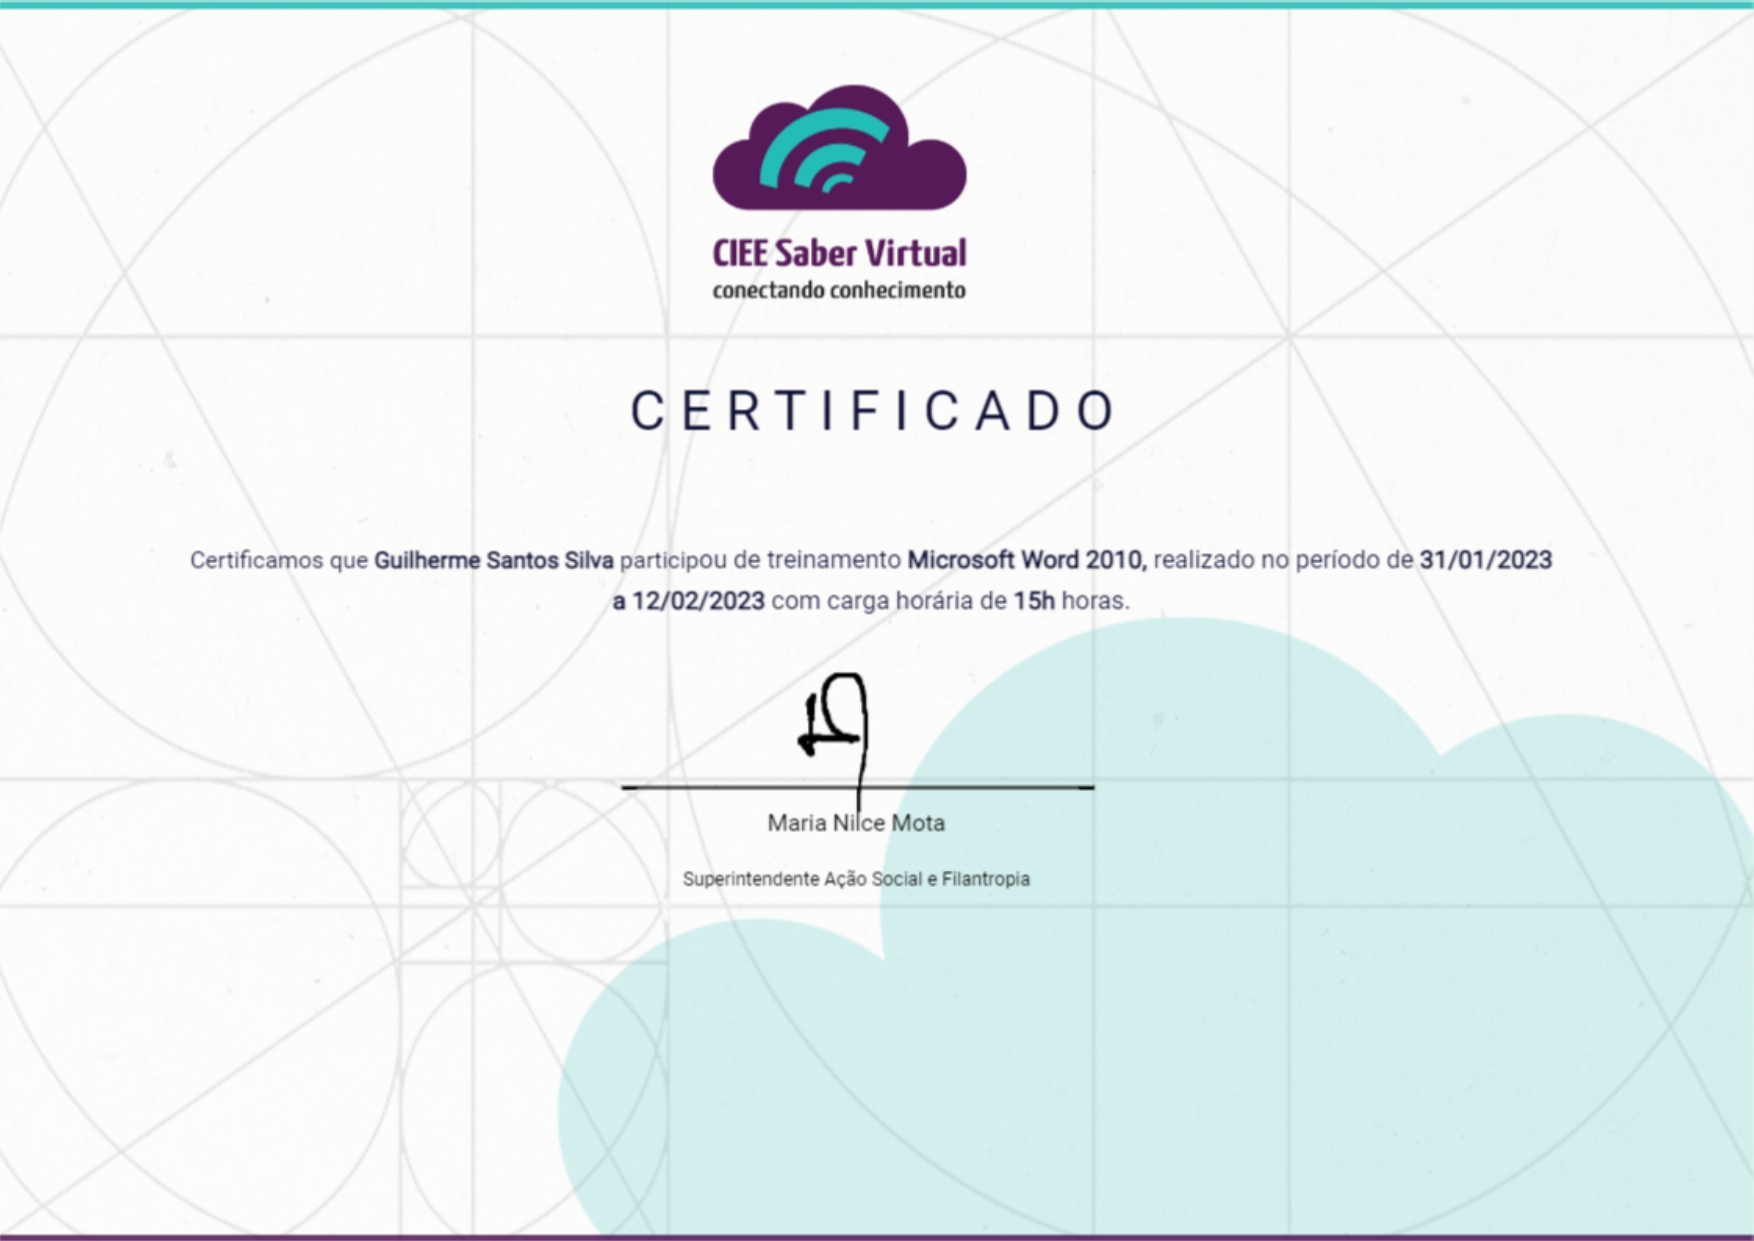 CIEE Saber Virtual
conectando conhecimento
CERTIFICADO
Certificamos que Guilherme Santos Silva participou de treinamento Microsoft Word 2010, realizado no período de 31/01/2023
a 12/02/2023 com carga horária de 15h horas.
Maria Nilce Mota
Superintendente Ação Social e Filantropia